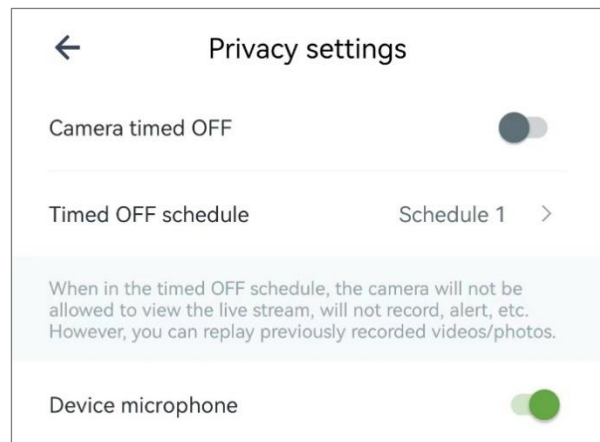 Privacy settings
Camera timed OFF
Timed OFF schedule Schedule 1
When in the timed OFF schedule, the camera will not be
allowed to view the live stream, will not record, alert, etc.
However, you can replay previously recorded videos/photos.
Device microphone